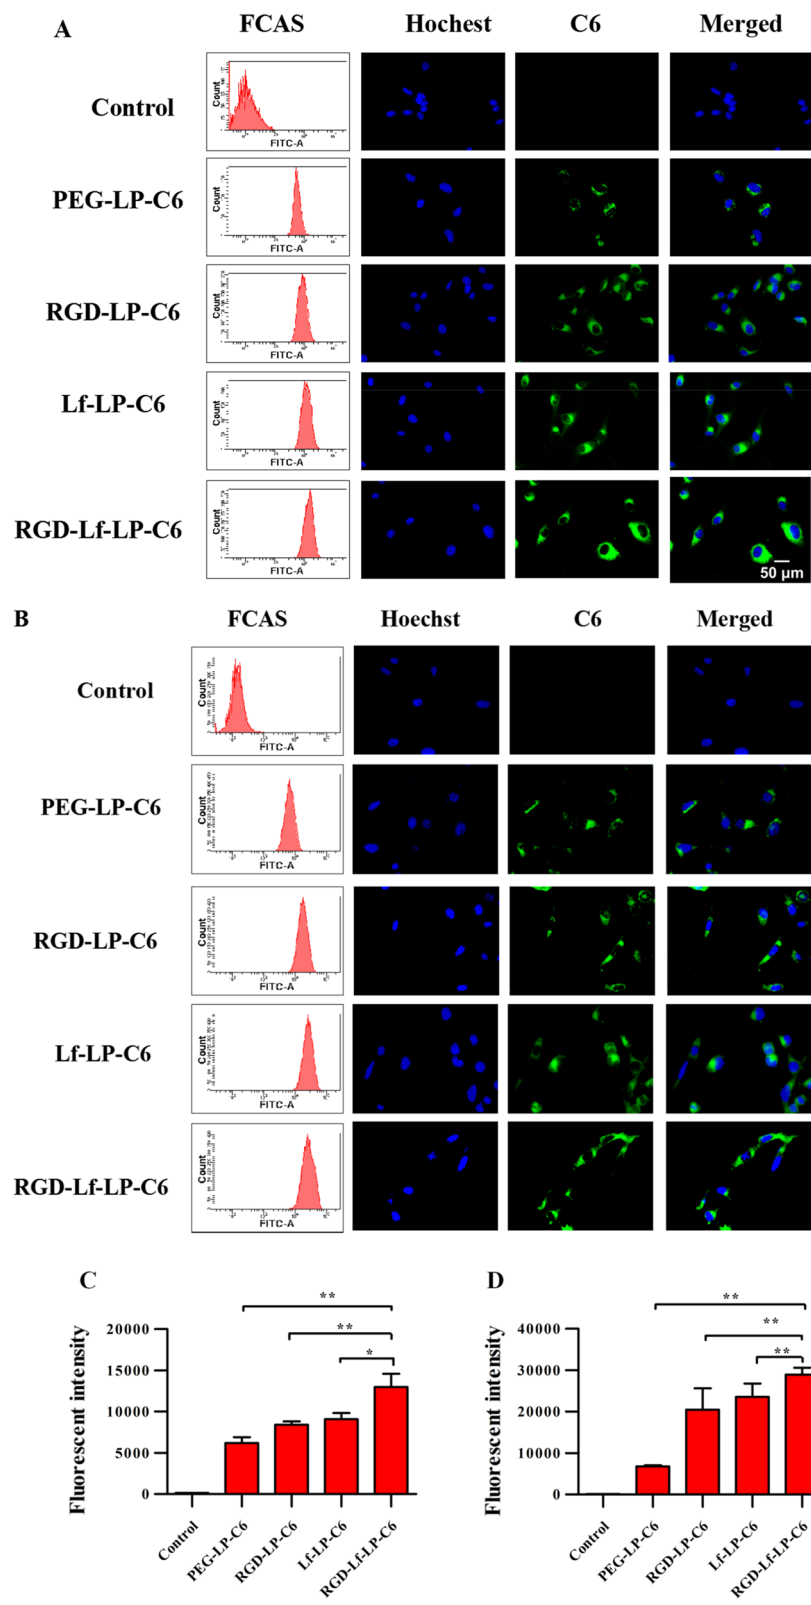 A
FCAS Hochest C6 Merged
Control
Count
FITC-A
PEG-LP-C6
Count
FITC-A
RGD-LP-C6
Count
FITC-A
Lf-LP-C6
Count
FITC-A
RGD-Lf-LP-C6
Count
FITC-A
50 µm
B
FCAS Hoechst C6 Merged
Control
Count
FITC-A
PEG-LP-C6
Count
FITC-A
RGD-LP-C6
Count
FITC-A
Lf-LP-C6
Count
FITC-A
RGD-Lf-LP-C6
Count
FITC-A
C
Fluorescent intensity
20000
15000
10000
5000
0
**
**
*
Control
PEG-LP-C6
RGD-LP-C6
Lf-LP-C6
RGD-Lf-LP-C6
D
Fluorescent intensity
40000
30000
20000
10000
0
**
**
**
Control
PEG-LP-C6
RGD-LP-C6
Lf-LP-C6
RGD-Lf-LP-C6